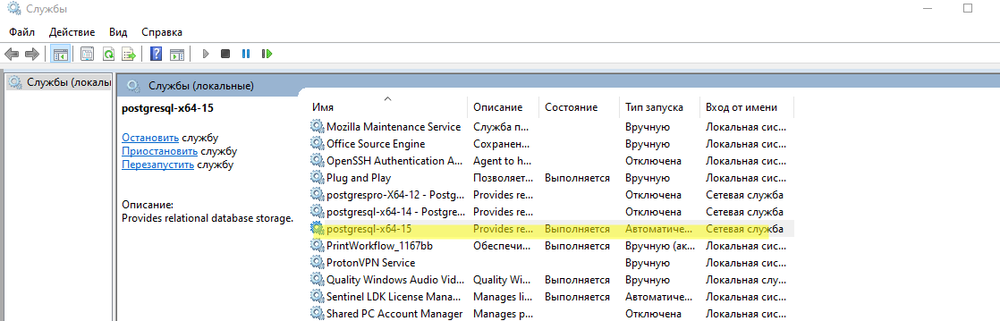 Службы
Файл Действие Вид Справка
Службы (локаль
Службы (локальные)
postgresql-x64-15
Остановить службу
Приостановить службу
Перезапустить службу
Описание:
Provides relational database storage.
Имя Описание Состояние Тип запуска Вход от имени
Mozilla Maintenance Service Служба п... Вручную Локальная сис...
Office Source Engine Сохранен... Вручную Локальная сис...
OpenSSH Authentication A... Agent to h... Отключена Локальная сис...
Plug and Play Позволяет... Выполняется Вручную Локальная сис...
postgrespro-X64-12 - Postg... Provides re... Отключена Сетевая служба
postgresql-x64-14 - Postgre... Provides re... Отключена Сетевая служба
postgresql-x64-15 Provides re... Выполняется Автоматиче... Сетевая служба
PrintWorkflow_1167bb Обеспечи... Выполняется Вручную (ак... Локальная сис...
ProtonVPN Service Вручную Локальная сис...
Quality Windows Audio Vid... Quality Wi... Выполняется Вручную Локальная слу...
Sentinel LDK License Mana... Manages li... Выполняется Автоматиче... Локальная сис...
Shared PC Account Manager Manages p... Отключена Локальная сис...